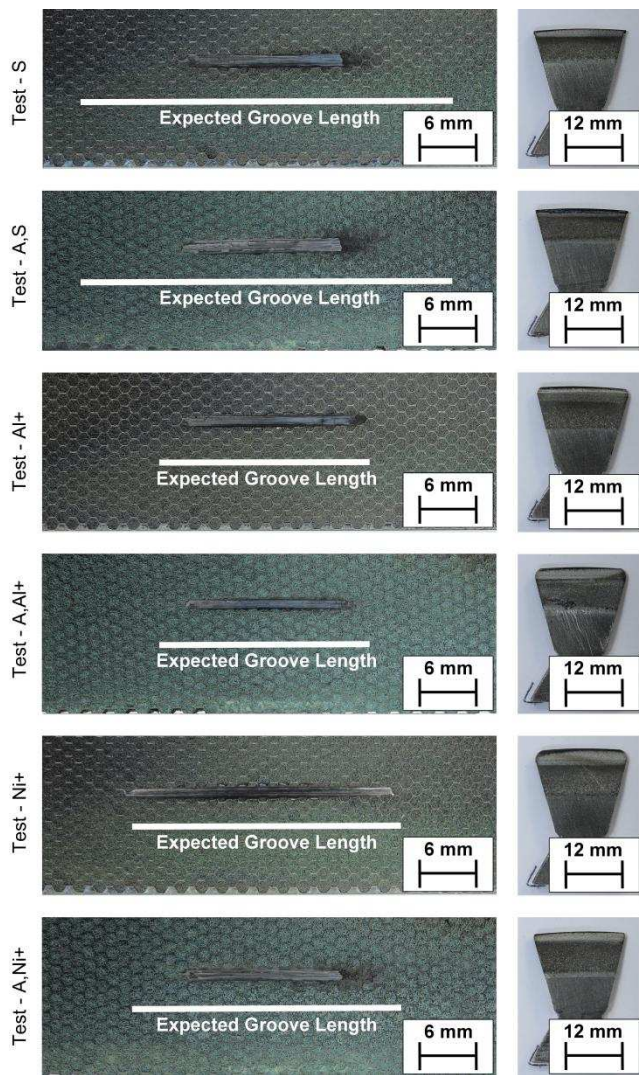 Test - S
Expected Groove Length
6 mm
12 mm
Test - A,S
Expected Groove Length
6 mm
12 mm
Test - Al+
Expected Groove Length
6 mm
12 mm
Test - A,Al+
Expected Groove Length
6 mm
12 mm
Test - Ni+
Expected Groove Length
6 mm
12 mm
Test - A,Ni+
Expected Groove Length
6 mm
12 mm